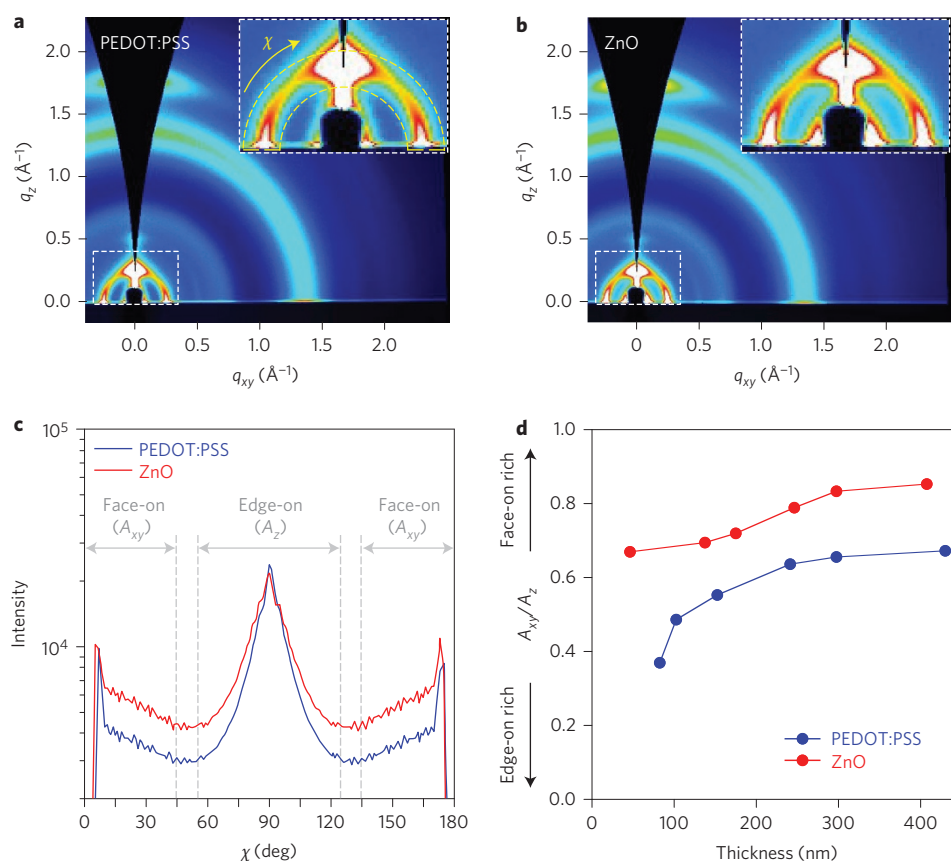 a
PEDOT:PSS
χ
2.0
1.5
1.0
0.5
0.0
q_z (Å⁻¹)
0.0 0.5 1.0 1.5 2.0
q_xy (Å⁻¹)
b
ZnO
2.0
1.5
1.0
0.5
0.0
q_z (Å⁻¹)
0 0.5 1.0 1.5 2.0
q_xy (Å⁻¹)
c
10⁵
10⁴
Intensity
PEDOT:PSS
ZnO
Face-on
(A_xy)
Edge-on
(A_z)
Face-on
(A_xy)
0 30 60 90 120 150 180
χ (deg)
d
1.0
0.8
0.6
0.4
0.2
0.0
A_xy/A_z
Face-on rich
Edge-on rich
PEDOT:PSS
ZnO
0 100 200 300 400
Thickness (nm)